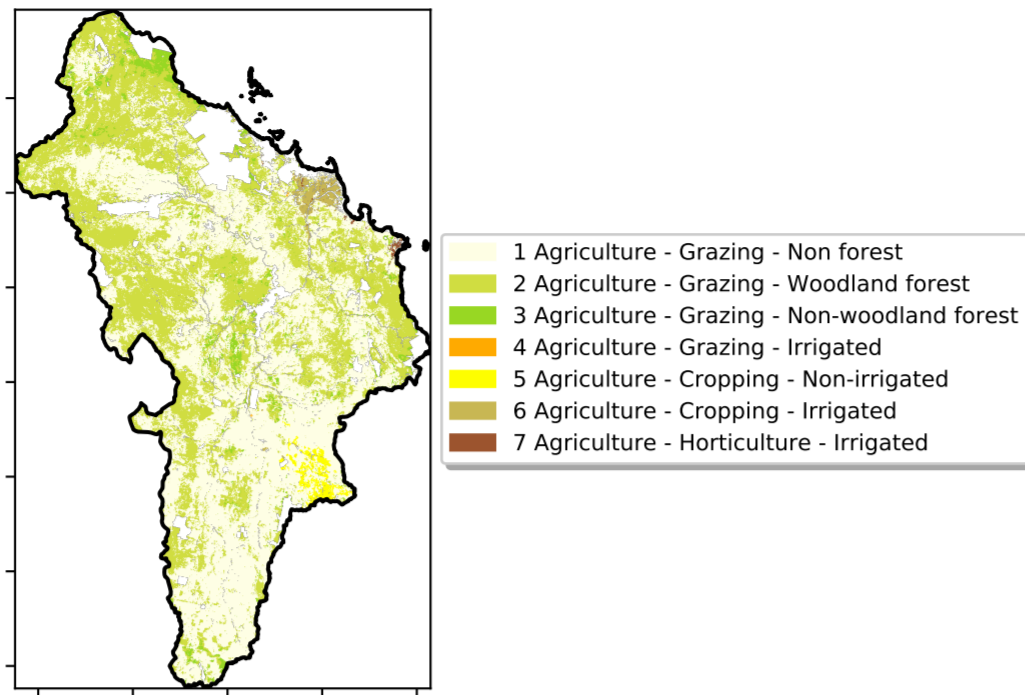 1 Agriculture - Grazing - Non forest
2 Agriculture - Grazing - Woodland forest
3 Agriculture - Grazing - Non-woodland forest
4 Agriculture - Grazing - Irrigated
5 Agriculture - Cropping - Non-irrigated
6 Agriculture - Cropping - Irrigated
7 Agriculture - Horticulture - Irrigated